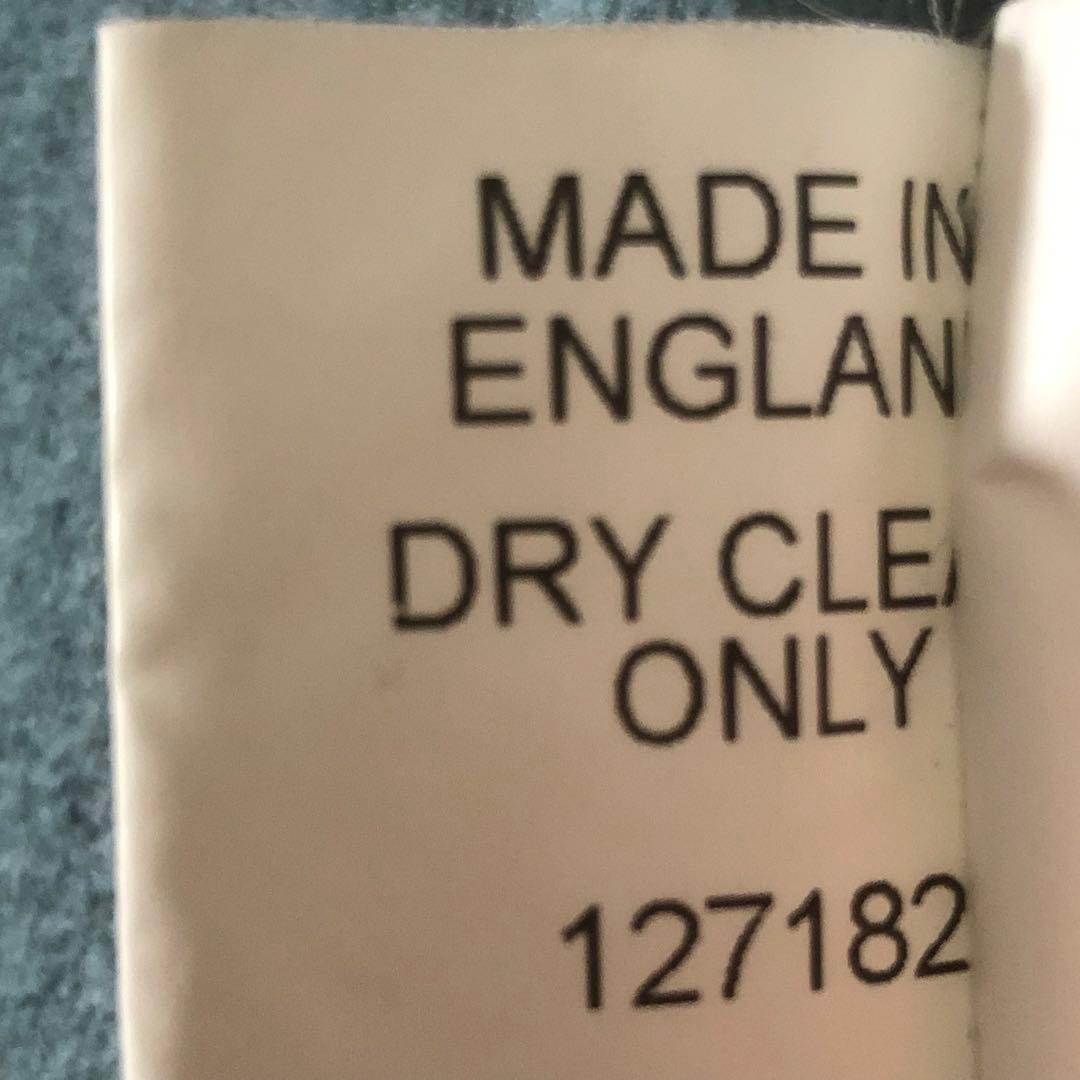 MADE IN
ENGLAN
DRY CLEA
ONLY
127182